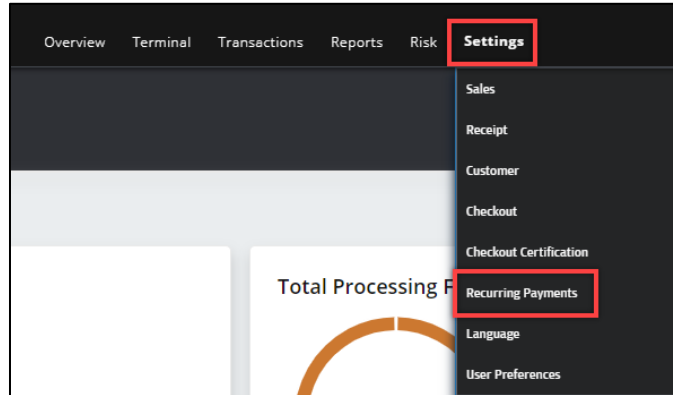 Overview Terminal Transactions Reports Risk Settings
Sales
Receipt
Customer
Checkout
Checkout Certification
Total Processing
Recurring Payments
Language
User Preferences